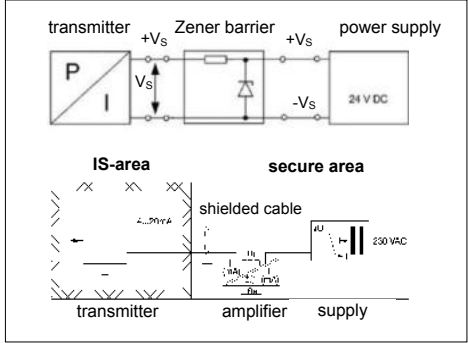 transmitter Zener barrier power supply
+Vs +Vs
P
Vs
I
24 V DC
-Vs
IS-area secure area
shielded cable
4...20mA
230 VAC
transmitter amplifier supply